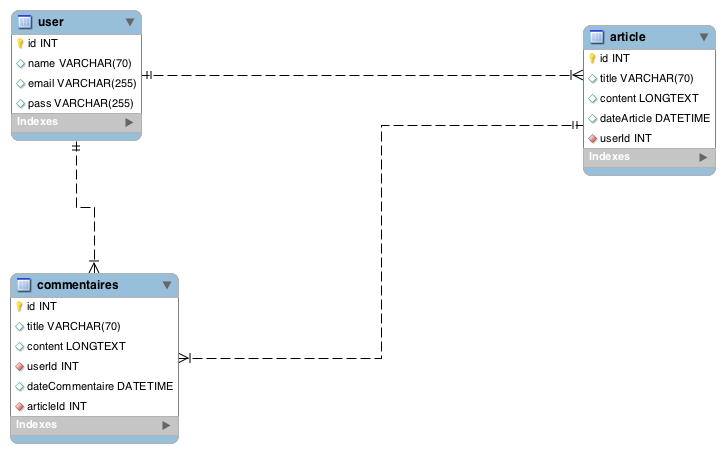 user
id INT
name VARCHAR(70)
email VARCHAR(255)
pass VARCHAR(255)
Indexes
article
id INT
title VARCHAR(70)
content LONGTEXT
dateArticle DATETIME
userId INT
Indexes
commentaires
id INT
title VARCHAR(70)
content LONGTEXT
userId INT
dateCommentaire DATETIME
articleId INT
Indexes